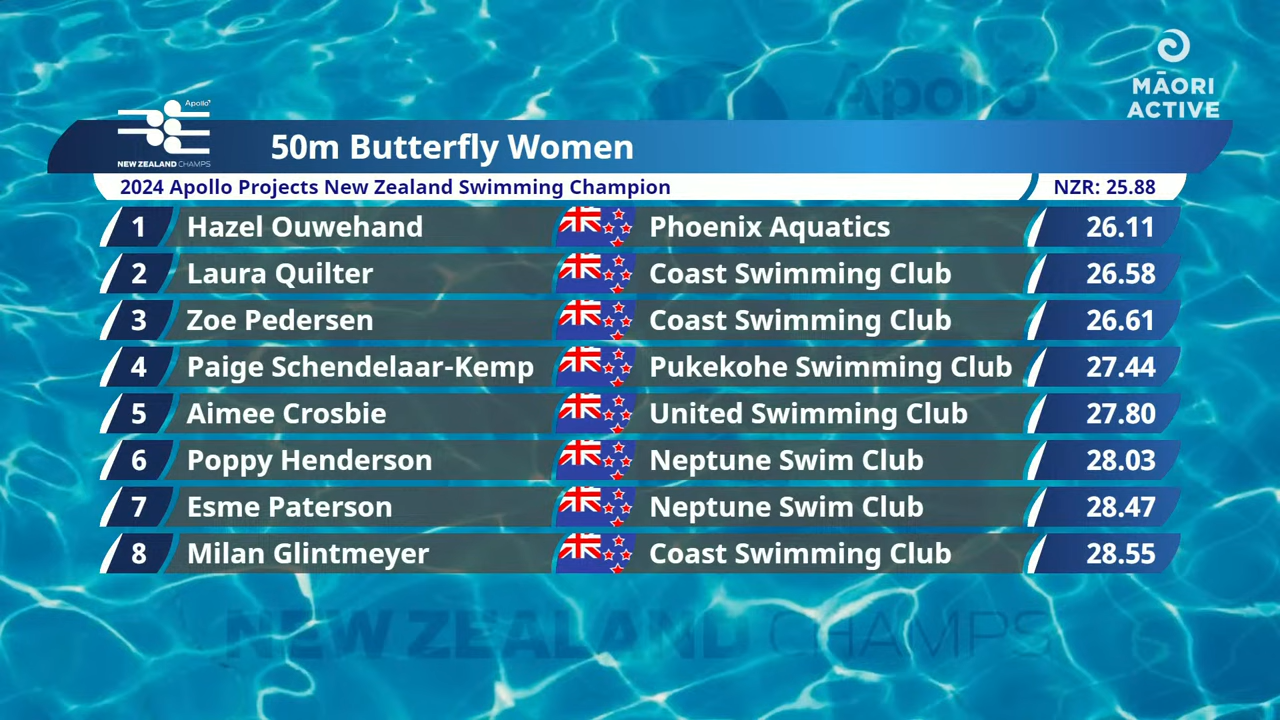 Apollo
MĀORI
ACTIVE
Apollo
NEW ZEALAND CHAMPS
50m Butterfly Women
2024 Apollo Projects New Zealand Swimming Champion NZR: 25.88
1 Hazel Ouwehand Phoenix Aquatics 26.11
2 Laura Quilter Coast Swimming Club 26.58
3 Zoe Pedersen Coast Swimming Club 26.61
4 Paige Schendelaar-Kemp Pukekohe Swimming Club 27.44
5 Aimee Crosbie United Swimming Club 27.80
6 Poppy Henderson Neptune Swim Club 28.03
7 Esme Paterson Neptune Swim Club 28.47
8 Milan Glintmeyer Coast Swimming Club 28.55
NEW ZEALAND CHAMPS